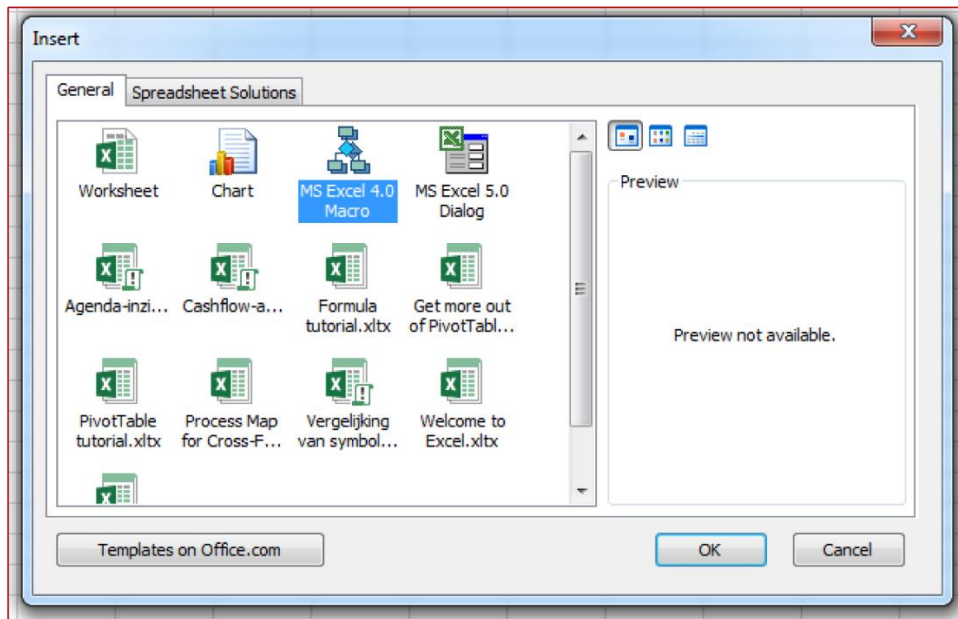 Insert
General
Spreadsheet Solutions
Worksheet
Chart
MS Excel 4.0
Macro
MS Excel 5.0
Dialog
Agenda-inzi...
Cashflow-a...
Formula
tutorial.xltx
Get more out
of PivotTabl...
PivotTable
tutorial.xltx
Process Map
for Cross-F...
Vergelijking
van symbol...
Welcome to
Excel.xltx
Preview
Preview not available.
Templates on Office.com
OK
Cancel